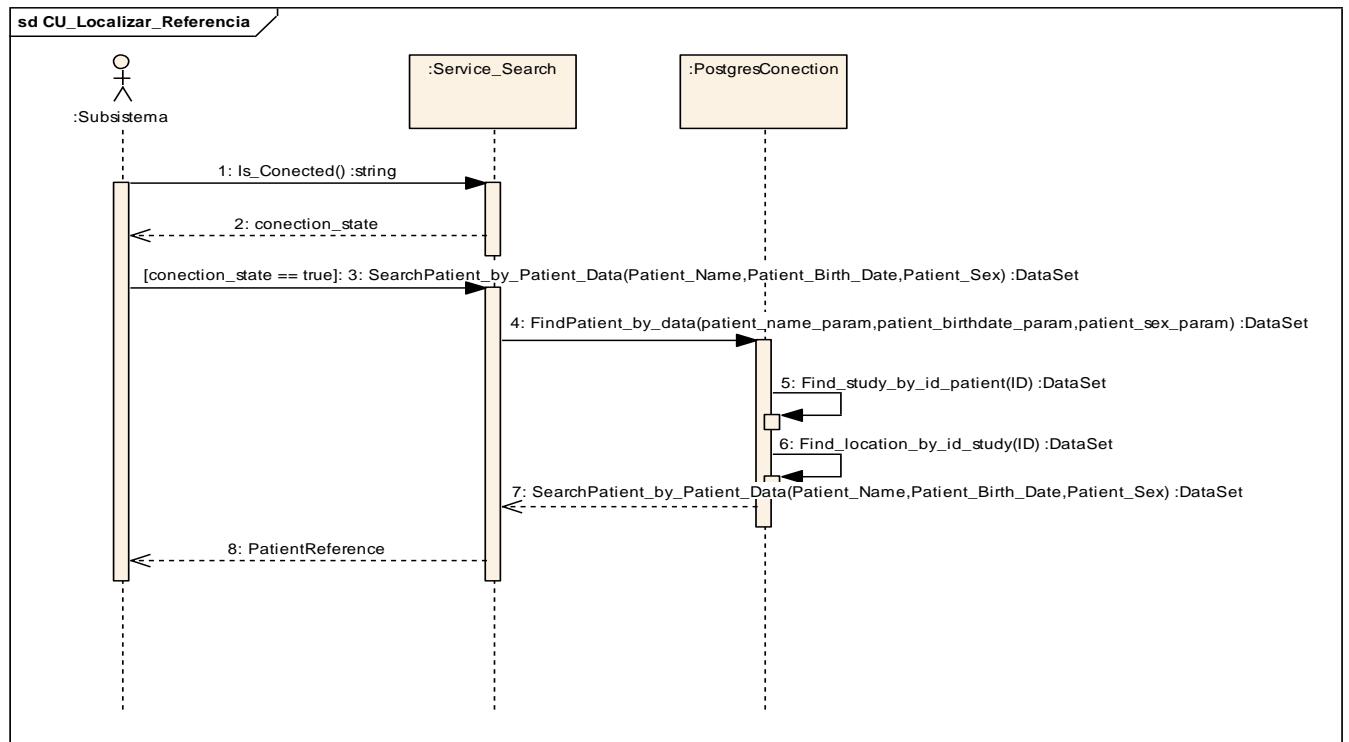 sd CU_Localizar_Referencia
:Subsistema
:Service_Search
:PostgresConection
1: Is_Conected() :string
2: conection_state
[conection_state == true]: 3: SearchPatient_by_Patient_Data(Patient_Name,Patient_Birth_Date,Patient_Sex) :DataSet
4: FindPatient_by_data(patient_name_param,patient_birthdate_param,patient_sex_param) :DataSet
5: Find_study_by_id_patient(ID) :DataSet
6: Find_location_by_id_study(ID) :DataSet
7: SearchPatient_by_Patient_Data(Patient_Name,Patient_Birth_Date,Patient_Sex) :DataSet
8: PatientReference